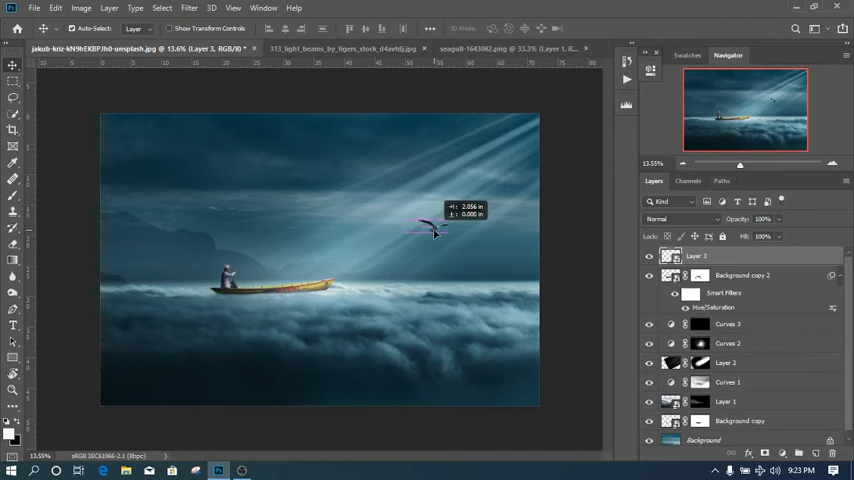 File Edit Image Layer Type Select Filter 3D View Window Help
Auto-Select: Layer Show Transform Controls 3D Mode:
jakub-kriz-kN9hEKBPJh0-unsplash.jpg @ 13.6% (Layer 3, RGB/8) * × 313_light_beams_by_tigers_stock_d4avtdj.jpg × seagull-1643082.png @ 33.3% (Layer 1, RGB/8)
Swatches Navigator
13.55%
Layers Channels Paths
Kind
Normal Opacity: 100%
Lock: Fill: 100%
2.056 in
0.000 in
Layer 3
Background copy 2
Smart Filters
Hue/Saturation
Curves 3
Curves 2
Layer 2
Curves 1
Layer 1
Background copy
Background
13.55% sRGB IEC61966-2.1 (8bpc)
9:23 PM